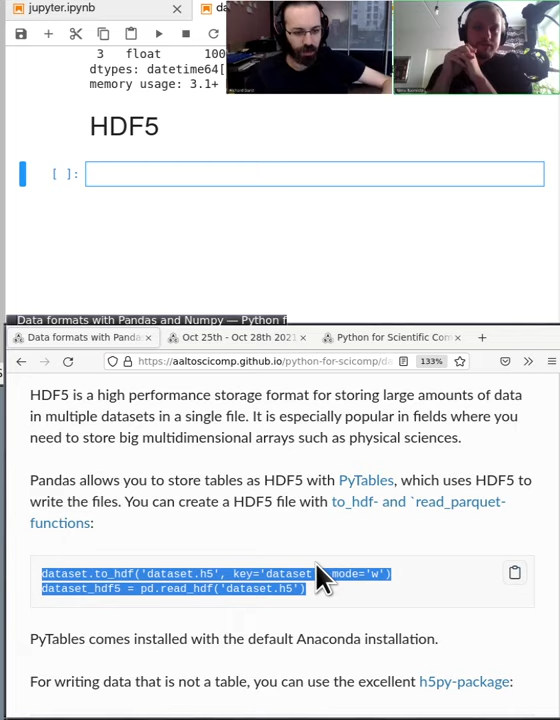 jupyter.ipynb
da
3 float 100
dtypes: datetime64[
memory usage: 3.1+
HDF5
[ ]:
Data formats with Pandas and Numpy — Python f
Data formats with Panda
Oct 25th - Oct 28th 2021
Python for Scientific Com
https://aaltoscicomp.github.io/python-for-scicomp/da
133%
HDF5 is a high performance storage format for storing large amounts of data
in multiple datasets in a single file. It is especially popular in fields where you
need to store big multidimensional arrays such as physical sciences.
Pandas allows you to store tables as HDF5 with PyTables, which uses HDF5 to
write the files. You can create a HDF5 file with to_hdf- and `read_parquet-
functions:
dataset.to_hdf('dataset.h5', key='dataset mode='w')
dataset_hdf5 = pd.read_hdf('dataset.h5')
PyTables comes installed with the default Anaconda installation.
For writing data that is not a table, you can use the excellent h5py-package: